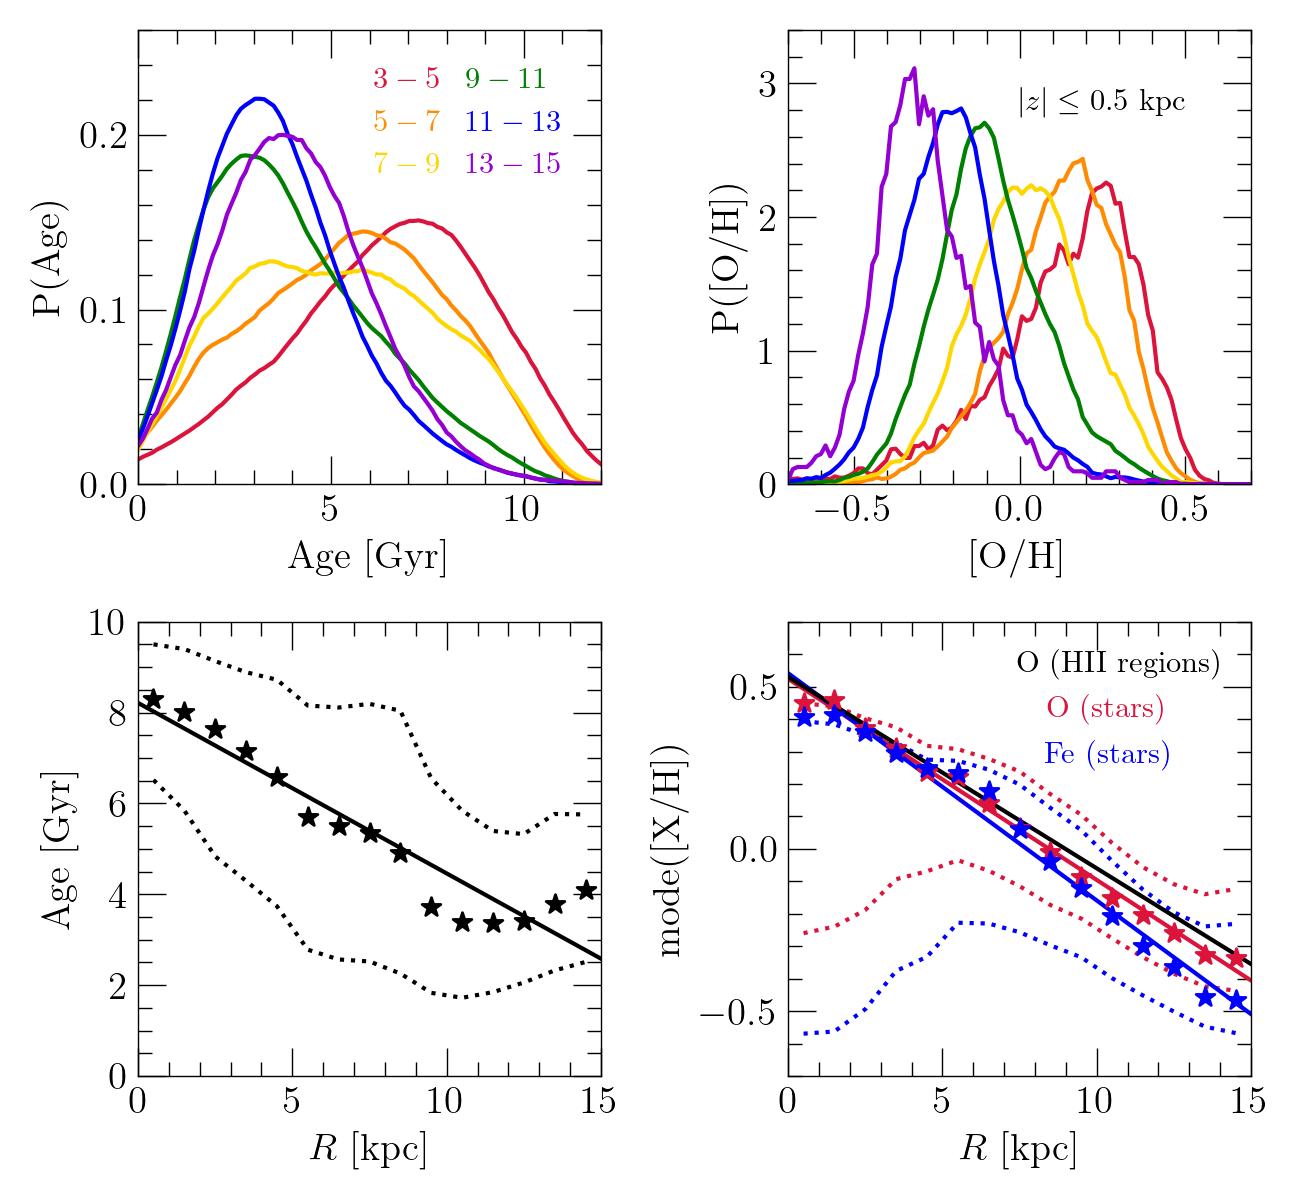 P(Age)
0.2
0.1
0.0
3 − 5 9 − 11
5 − 7 11 − 13
7 − 9 13 − 15
0 5 10
Age [Gyr]
P([O/H])
3
2
1
0
|z| ≤ 0.5 kpc
−0.5 0.0 0.5
[O/H]
Age [Gyr]
10
8
6
4
2
0
0 5 10 15
R [kpc]
mode([X/H])
0.5
0.0
−0.5
O (HII regions)
O (stars)
Fe (stars)
0 5 10 15
R [kpc]